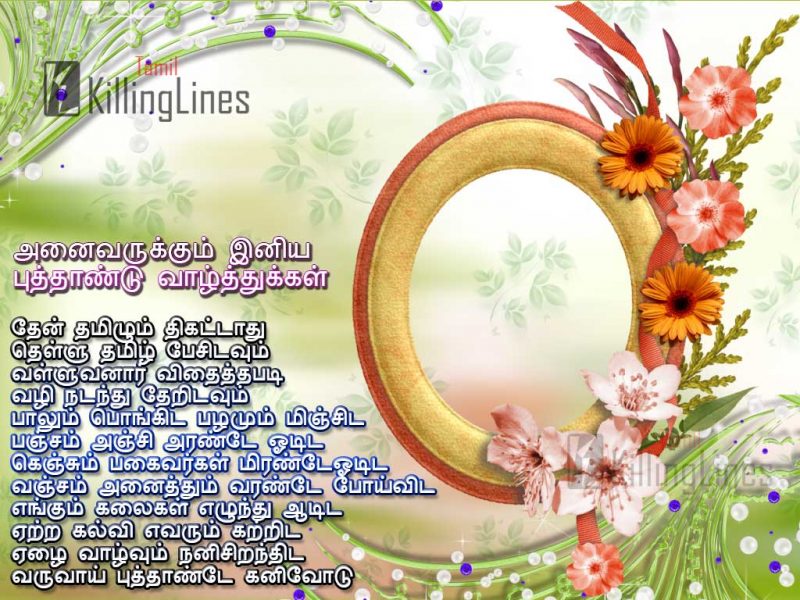 Tamil
KillingLines
அனைவருக்கும் இனிய
புத்தாண்டு வாழ்த்துக்கள்
தேன் தமிழும் திகட்டாது
தெள்ளு தமிழ் பேசிடவும்
வள்ளுவனார் விதைத்தபடி
வழி நடந்து தேறிடவும்
பாலும் பொங்கிட பழமும் மிஞ்சிட
பஞ்சம் அஞ்சி அரண்டே ஓடிட
கெஞ்சும் பகைவர்கள் மிரண்டேஓடிட
வஞ்சம் அனைத்தும் வரண்டே போய்விட
எங்கும் கலைகள் எழுந்து ஆடிட
ஏற்ற கல்வி எவரும் கற்றிட
ஏழை வாழ்வும் நனிசிறந்திட
வருவாய் புத்தாண்டே கனிவோடு
KillingLines